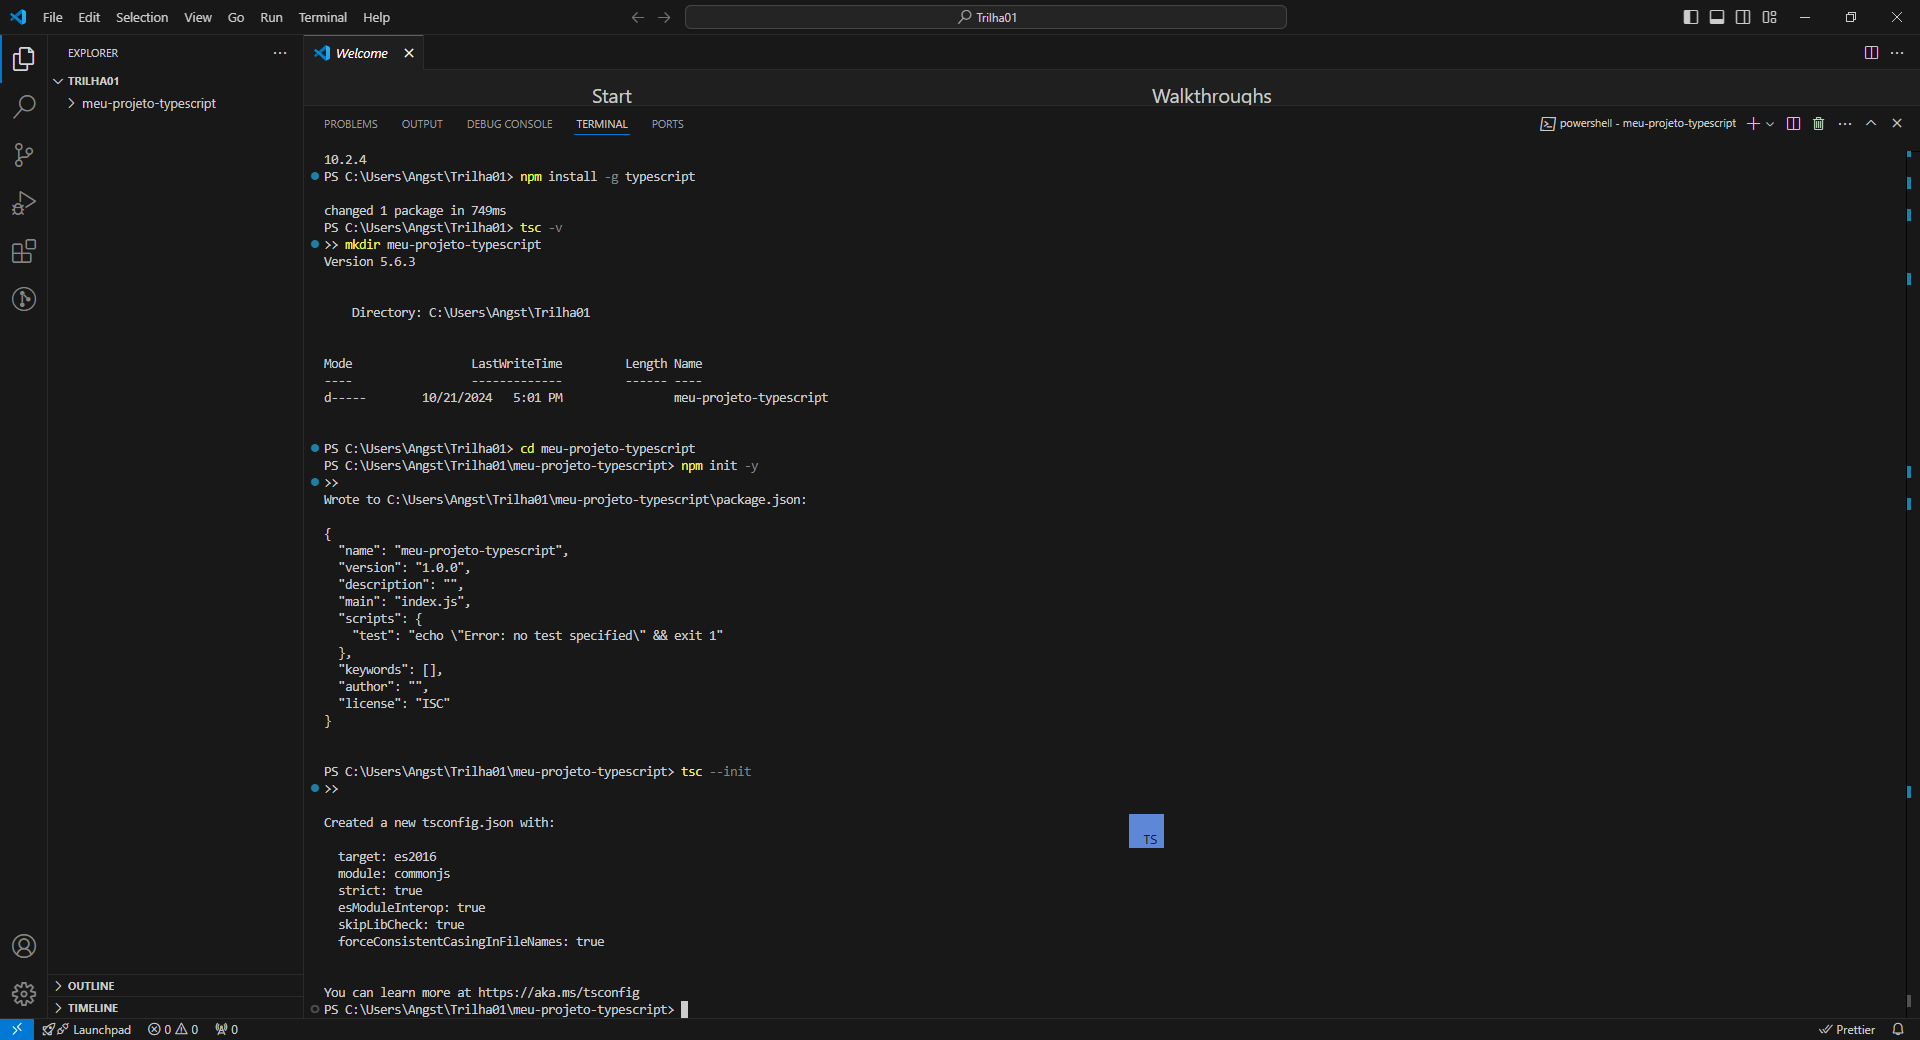 File Edit Selection View Go Run Terminal Help
Trilha01
EXPLORER
Welcome
TRILHA01
meu-projeto-typescript
Start
Walkthroughs
PROBLEMS OUTPUT DEBUG CONSOLE TERMINAL PORTS
powershell - meu-projeto-typescript
10.2.4
PS C:\Users\Angst\Trilha01> npm install -g typescript
changed 1 package in 749ms
PS C:\Users\Angst\Trilha01> tsc -v
>> mkdir meu-projeto-typescript
Version 5.6.3
Directory: C:\Users\Angst\Trilha01
Mode LastWriteTime Length Name
---- ------------- ------ ----
d----- 10/21/2024 5:01 PM meu-projeto-typescript
PS C:\Users\Angst\Trilha01> cd meu-projeto-typescript
PS C:\Users\Angst\Trilha01\meu-projeto-typescript> npm init -y
>>
Wrote to C:\Users\Angst\Trilha01\meu-projeto-typescript\package.json:
{
"name": "meu-projeto-typescript",
"version": "1.0.0",
"description": "",
"main": "index.js",
"scripts": {
"test": "echo \"Error: no test specified\" && exit 1"
},
"keywords": [],
"author": "",
"license": "ISC"
}
PS C:\Users\Angst\Trilha01\meu-projeto-typescript> tsc --init
>>
Created a new tsconfig.json with:
TS
target: es2016
module: commonjs
strict: true
esModuleInterop: true
skipLibCheck: true
forceConsistentCasingInFileNames: true
You can learn more at https://aka.ms/tsconfig
PS C:\Users\Angst\Trilha01\meu-projeto-typescript>
OUTLINE
TIMELINE
Launchpad 0 0 0 Prettier